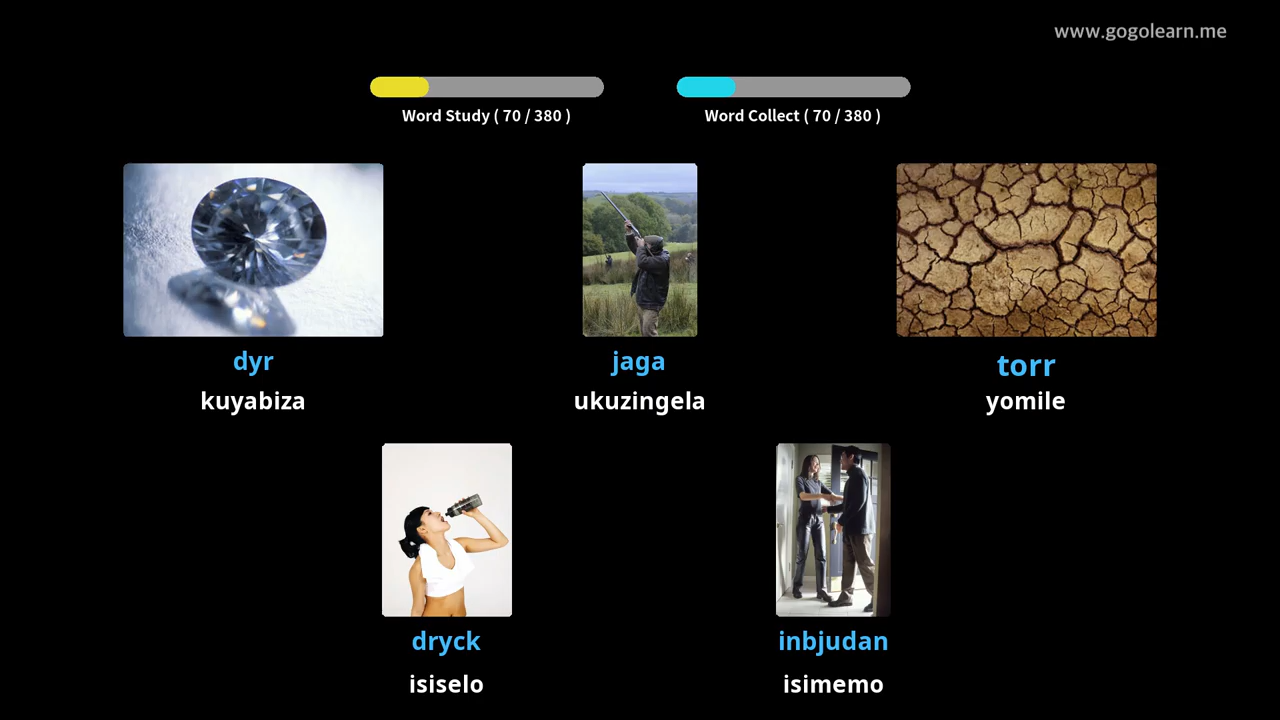 www.gogolearn.me
Word Study ( 70 / 380 )
Word Collect ( 70 / 380 )
dyr
kuyabiza
jaga
ukuzingela
torr
yomile
dryck
isiselo
inbjudan
isimemo